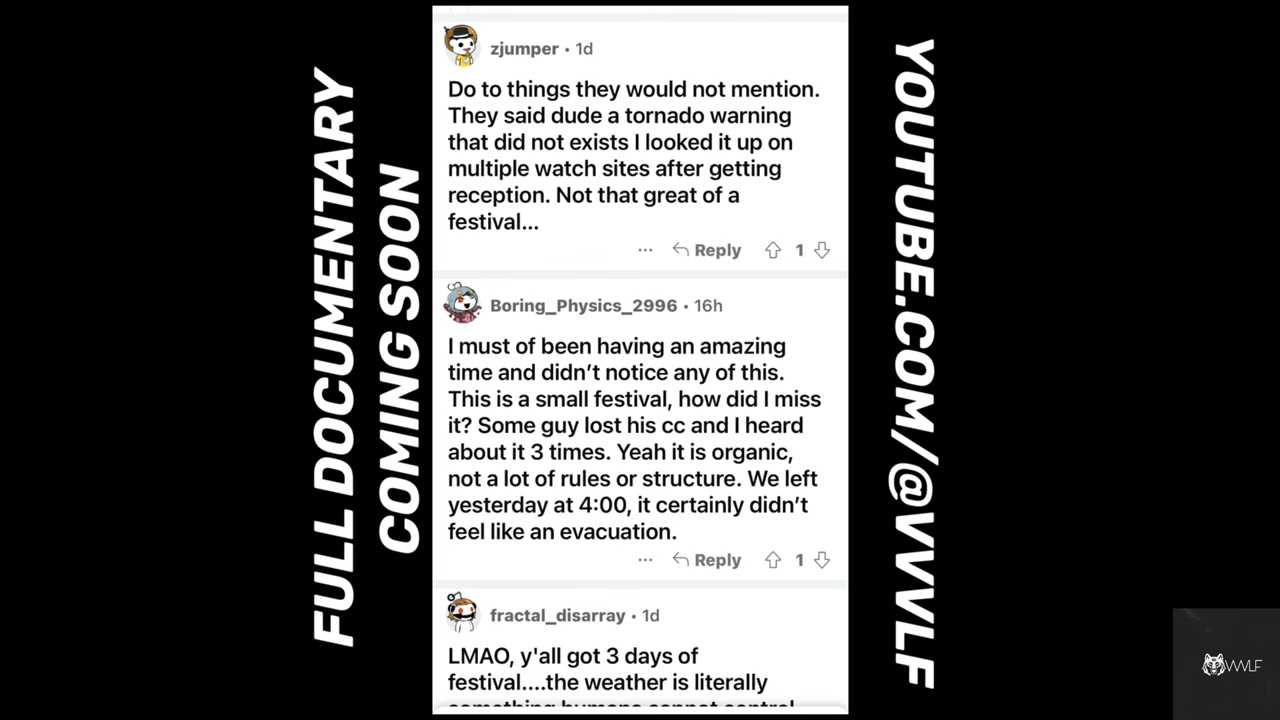 FULL DOCUMENTARY
COMING SOON
zjumper • 1d
Do to things they would not mention.
They said dude a tornado warning
that did not exists I looked it up on
multiple watch sites after getting
reception. Not that great of a
festival...
... Reply 1
Boring_Physics_2996 • 16h
I must of been having an amazing
time and didn't notice any of this.
This is a small festival, how did I miss
it? Some guy lost his cc and I heard
about it 3 times. Yeah it is organic,
not a lot of rules or structure. We left
yesterday at 4:00, it certainly didn't
feel like an evacuation.
... Reply 1
fractal_disarray • 1d
LMAO, y'all got 3 days of
festival....the weather is literally
something humans cannot control
YOUTUBE.COM/@VVVLF
VVVLF